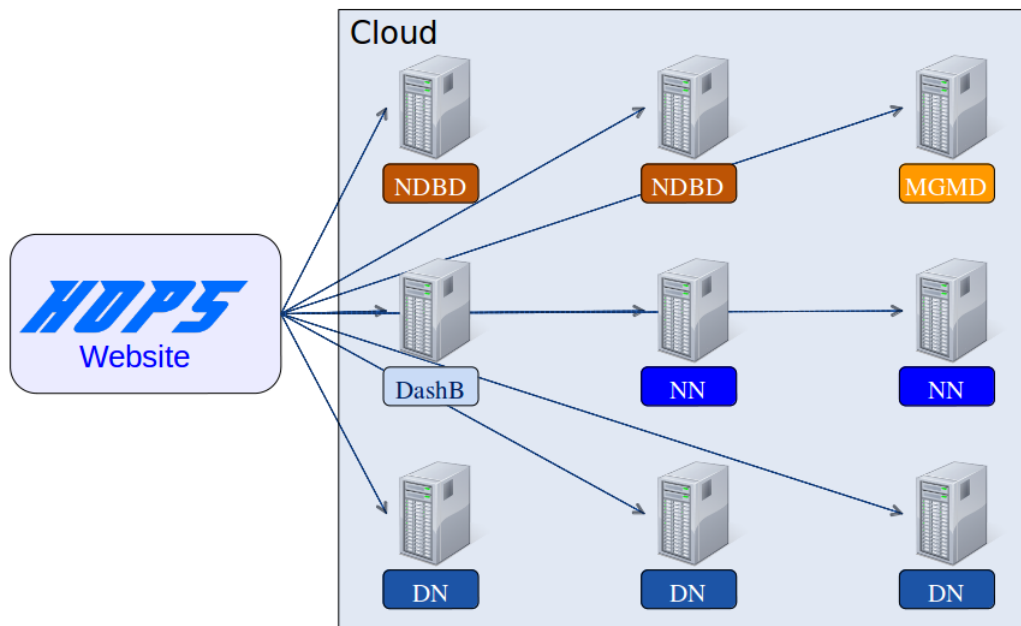 Cloud
NDBD
NDBD
MGMD
HOPS
Website
DashB
NN
NN
DN
DN
DN